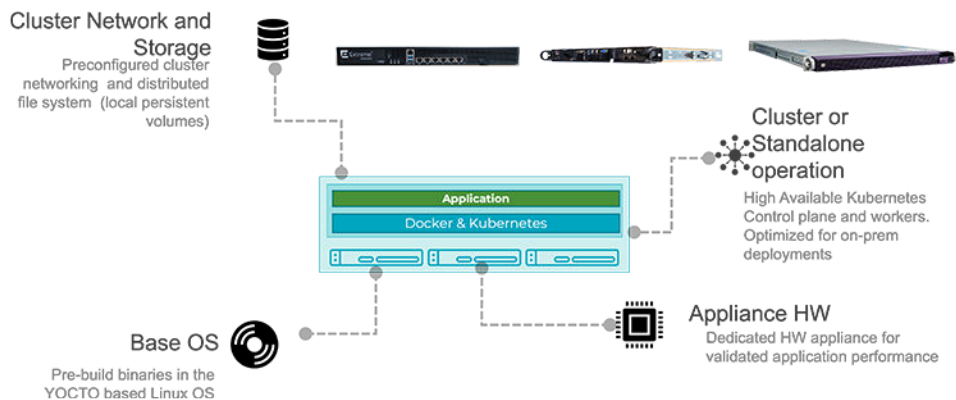 Cluster Network and
Storage
Preconfigured cluster
networking and distributed
file system (local persistent
volumes)
Extreme
Cluster or
Standalone
operation
High Available Kubernetes
Control plane and workers.
Optimized for on-prem
deployments
Application
Docker & Kubernetes
Base OS
Pre-build binaries in the
YOCTO based Linux OS
Appliance HW
Dedicated HW appliance for
validated application performance